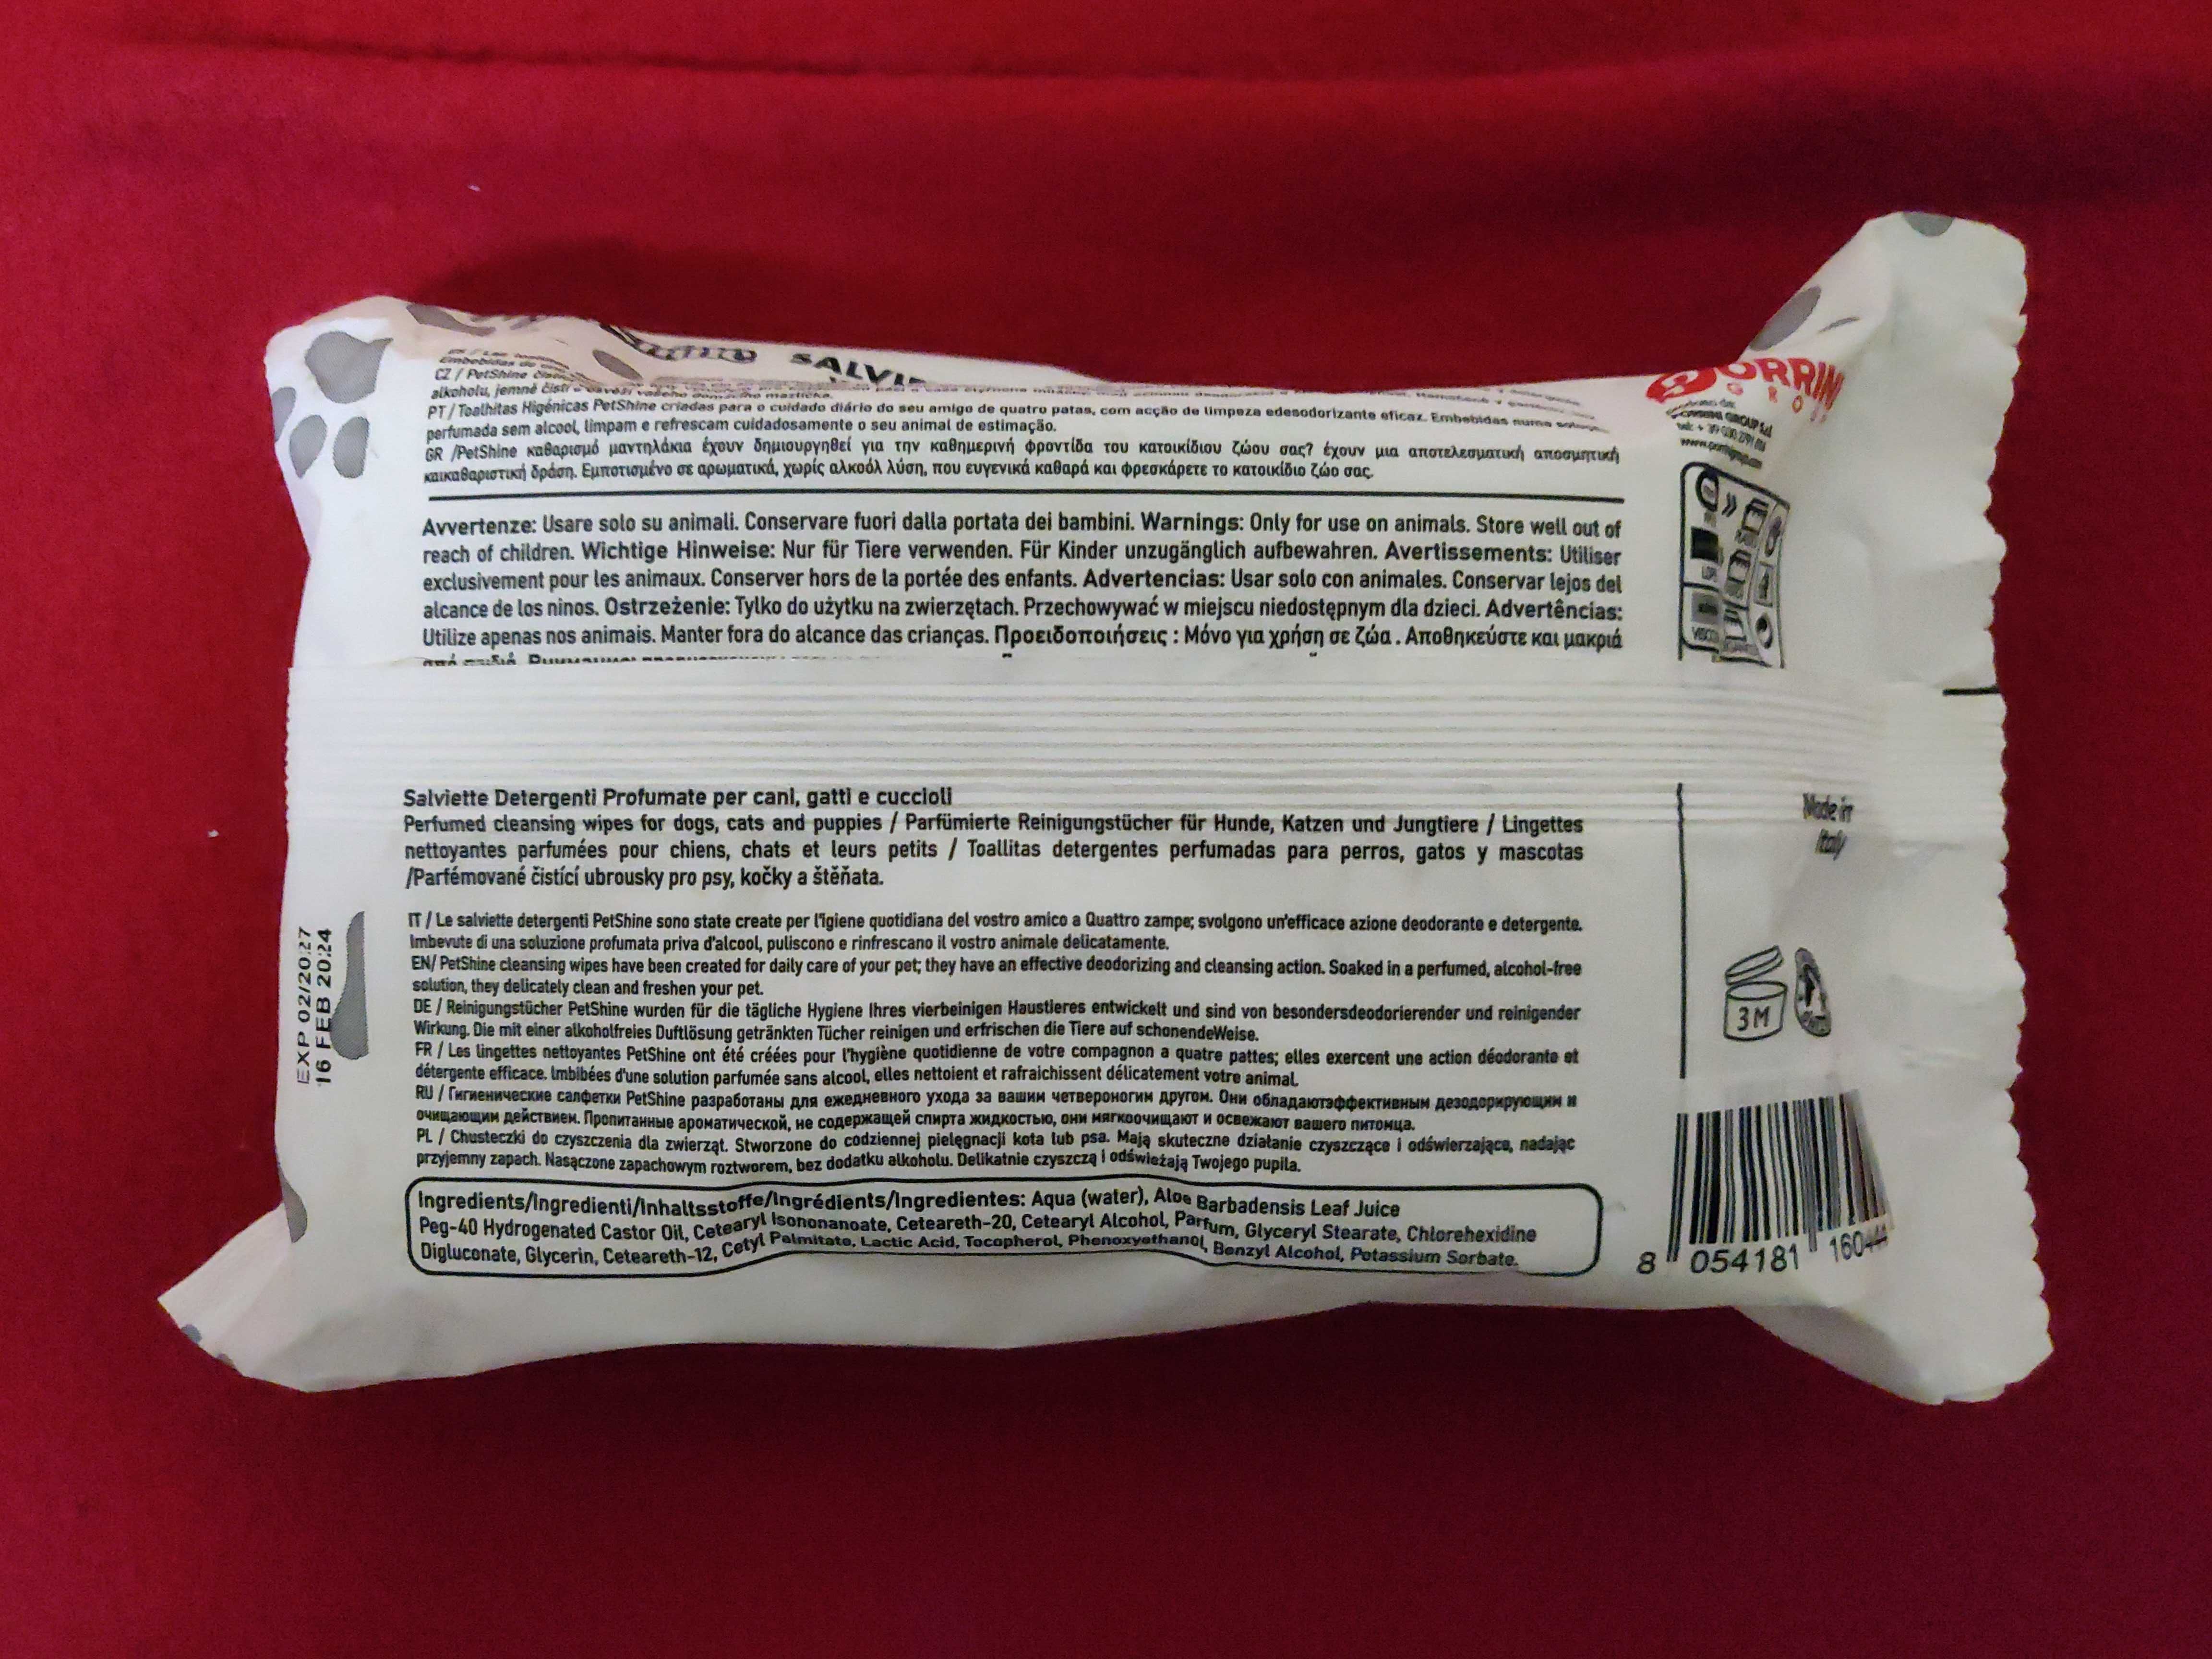 SALVI
CZ / PetShine
alkoholu, jemně čistí
PT / Toalhitas Higénicas PetShine criadas para o cuidado diário do seu amigo de quatro patas, com acção de limpeza edesodorizante eficaz. Embebidas numa
perfumada sem alcool, limpam e refrescam cuidadosamente o seu animal de estimação.
GR /PetShine καθαρισμό μαντηλάκια έχουν δημιουργηθεί για την καθημερινή φροντίδα του κατοικίδιου ζώου σας? έχουν μια αποτελεσματική αποσμητική
καικαθαριστική δράση. Εμποτισμένο σε αρωματικά, χωρίς αλκοόλ λύση, που ευγενικά καθαρά και φρεσκάρετε το κατοικίδιο ζώο σας.
Avvertenze: Usare solo su animali. Conservare fuori dalla portata dei bambini. Warnings: Only for use on animals. Store well out of
reach of children. Wichtige Hinweise: Nur für Tiere verwenden. Für Kinder unzugänglich aufbewahren. Avertissements: Utiliser
exclusivement pour les animaux. Conserver hors de la portée des enfants. Advertencias: Usar solo con animales. Conservar lejos del
alcance de los ninos. Ostrzeżenie: Tylko do użytku na zwierzętach. Przechowywać w miejscu niedostępnym dla dzieci. Advertências:
Utilize apenas nos animais. Manter fora do alcance das crianças. Προειδοποιήσεις : Μόνο για χρήση σε ζώα . Αποθηκεύστε και μακριά
Salviette Detergenti Profumate per cani, gatti e cuccioli
Perfumed cleansing wipes for dogs, cats and puppies / Parfümierte Reinigungstücher für Hunde, Katzen und Jungtiere / Lingettes
nettoyantes parfumées pour chiens, chats et leurs petits / Toallitas detergentes perfumadas para perros, gatos y mascotas
/Parfémované čistící ubrousky pro psy, kočky a štěňata.
IT / Le salviette detergenti PetShine sono state create per l'igiene quotidiana del vostro amico a Quattro zampe; svolgono un'efficace azione deodorante e detergente.
Imbevute di una soluzione profumata priva d'alcool, puliscono e rinfrescano il vostro animale delicatamente.
EN/ PetShine cleansing wipes have been created for daily care of your pet; they have an effective deodorizing and cleansing action. Soaked in a perfumed, alcohol-free
solution, they delicately clean and freshen your pet.
DE / Reinigungstücher PetShine wurden für die tägliche Hygiene Ihres vierbeinigen Haustieres entwickelt und sind von besondersdeodorierender und reinigender
Wirkung. Die mit einer alkoholfreies Duftlösung getränkten Tücher reinigen und erfrischen die Tiere auf schonendeWeise.
FR / Les lingettes nettoyantes PetShine ont été créées pour l'hygiène quotidienne de votre compagnon a quatre pattes; elles exercent une action déodorante et
détergente efficace. Imbibées d'une solution parfumée sans alcool, elles nettoient et rafraichissent délicatement votre animal.
RU / Гигиенические салфетки PetShine разработаны для ежедневного ухода за вашим четвероногим другом. Они обладаютэффективным дезодорирующим и
очищающим действием. Пропитанные ароматической, не содержащей спирта жидкостью, они мягкоочищают и освежают вашего питомца.
PL / Chusteczki do czyszczenia dla zwierząt. Stworzone do codziennej pielęgnacji kota lub psa. Mają skuteczne działanie czyszczące i odświerzające, nadając
przyjemny zapach. Nasączone zapachowym roztworem, bez dodatku alkoholu. Delikatnie czyszczą i odświeżają Twojego pupila.
Ingredients/Ingredienti/Inhaltsstoffe/Ingrédients/Ingredientes: Aqua (water), Aloe Barbadensis Leaf Juice
Peg-40 Hydrogenated Castor Oil, Cetearyl Isononanoate, Ceteareth-20, Cetearyl Alcohol, Parfum, Glyceryl Stearate, Chlorehexidine
Digluconate, Glycerin, Ceteareth-12, Cetyl Palmitate, Lactic Acid, Tocopherol, Phenoxyethanol, Benzyl Alcohol, Potassium Sorbate.
EXP 02/2027
16 FEB 2024
Made in
Italy
3M
8 054181